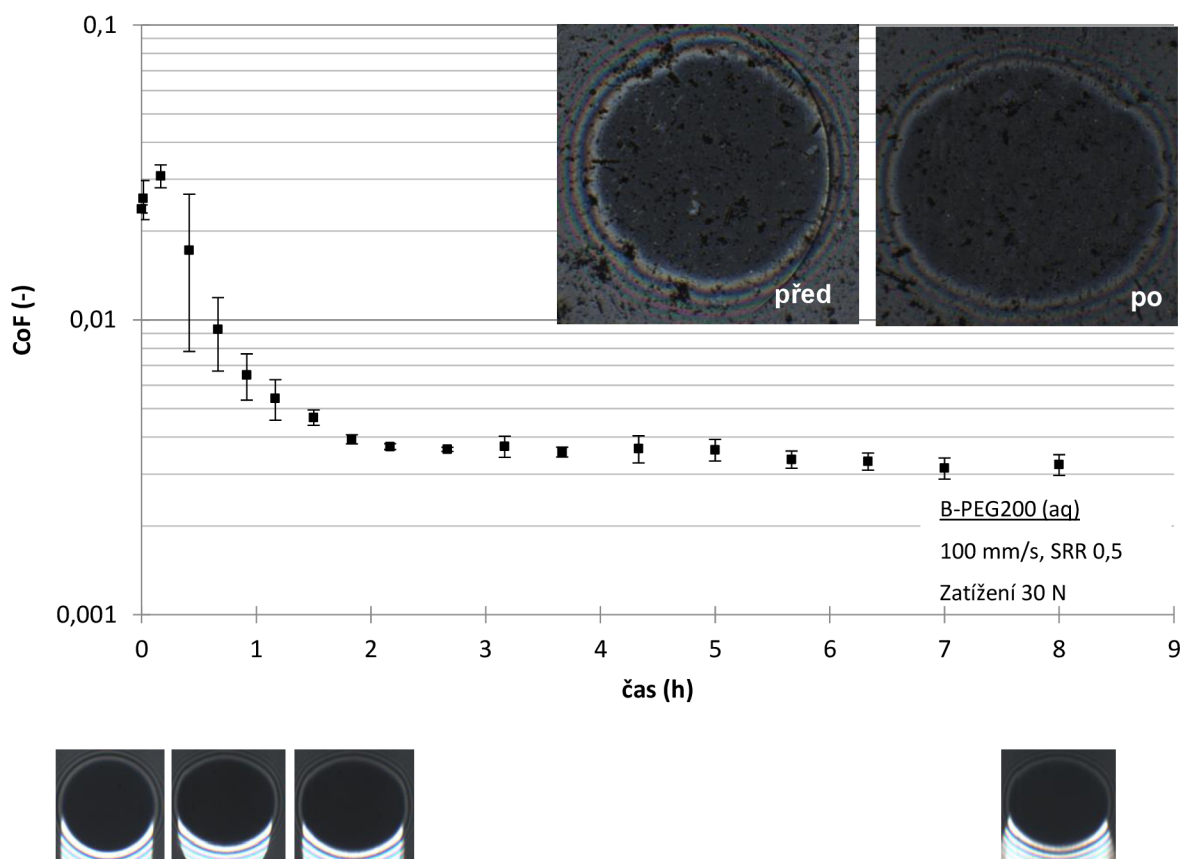 0,1
0,01
0,001
CoF (-)
před
po
B-PEG200 (aq)
100 mm/s, SRR 0,5
Zatížení 30 N
0 1 2 3 4 5 6 7 8 9
čas (h)